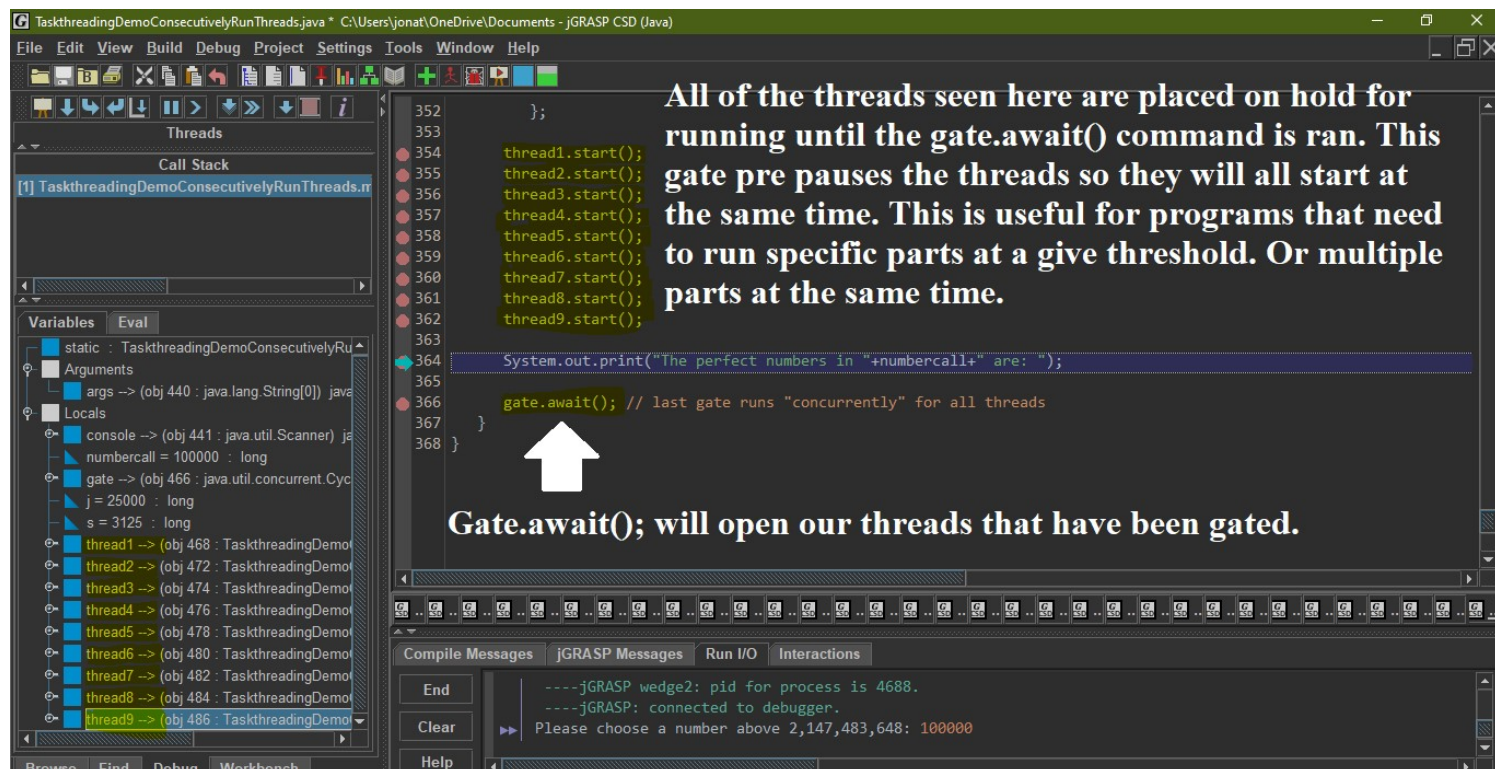 TaskthreadingDemoConsecutivelyRunThreads.java * C:\Users\jonat\OneDrive\Documents - jGRASP CSD (Java)
File Edit View Build Debug Project Settings Tools Window Help
Threads
Call Stack
[1] TaskthreadingDemoConsecutivelyRunThreads.m
Variables Eval
static : TaskthreadingDemoConsecutivelyRu
Arguments
args --> (obj 440 : java.lang.String[0]) java
Locals
console --> (obj 441 : java.util.Scanner) ja
numbercall = 100000 : long
gate --> (obj 466 : java.util.concurrent.Cyc
j = 25000 : long
s = 3125 : long
thread1 --> (obj 468 : TaskthreadingDemo
thread2 --> (obj 472 : TaskthreadingDemo
thread3 --> (obj 474 : TaskthreadingDemo
thread4 --> (obj 476 : TaskthreadingDemo
thread5 --> (obj 478 : TaskthreadingDemo
thread6 --> (obj 480 : TaskthreadingDemo
thread7 --> (obj 482 : TaskthreadingDemo
thread8 --> (obj 484 : TaskthreadingDemo
thread9 --> (obj 486 : TaskthreadingDemo
Browse Find Debug Workbench
352 };
353
354 thread1.start();
355 thread2.start();
356 thread3.start();
357 thread4.start();
358 thread5.start();
359 thread6.start();
360 thread7.start();
361 thread8.start();
362 thread9.start();
363
364 System.out.print("The perfect numbers in "+numbercall+" are: ");
365
366 gate.await(); // last gate runs "concurrently" for all threads
367 }
368 }
All of the threads seen here are placed on hold for
running until the gate.await() command is ran. This
gate pre pauses the threads so they will all start at
the same time. This is useful for programs that need
to run specific parts at a give threshold. Or multiple
parts at the same time.
Gate.await(); will open our threads that have been gated.
Compile Messages jGRASP Messages Run I/O Interactions
End
Clear
Help
----jGRASP wedge2: pid for process is 4688.
----jGRASP: connected to debugger.
Please choose a number above 2,147,483,648: 100000